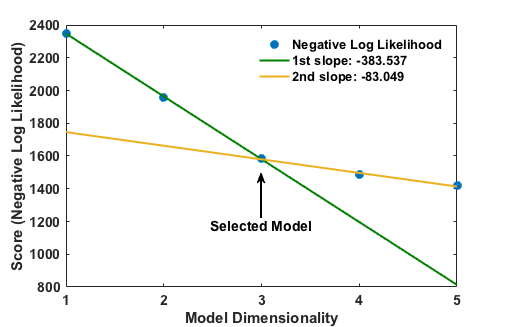 Score (Negative Log Likelihood)
2400
2200
2000
1800
1600
1400
1200
1000
800
Negative Log Likelihood
1st slope: -383.537
2nd slope: -83.049
Selected Model
1 2 3 4 5
Model Dimensionality